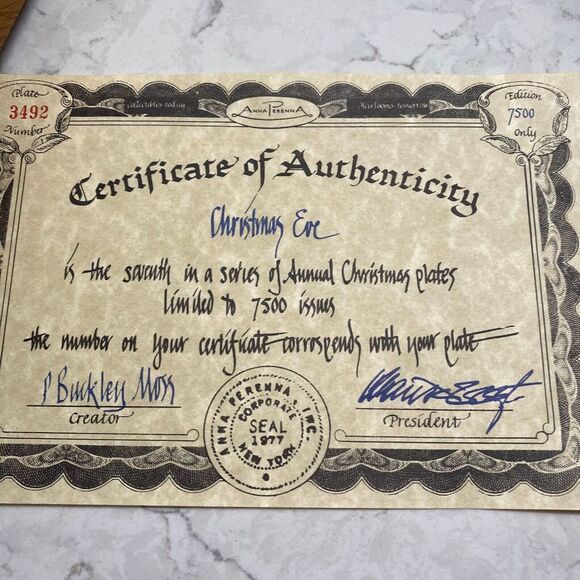 Plate
3492
Number
Collectibles today
ANNA PERENNA
Heirlooms tomorrow
Edition
7500
Only
Certificate of Authenticity
Christmas Eve
is the seventh in a series of Annual Christmas plates
limited to 7500 issues
the number on your certificate corrosponds with your plate
P Buckley Moss
Creator
ANNA PERENNA, INC.
CORPORATE
SEAL
1977
NEW YORK
President